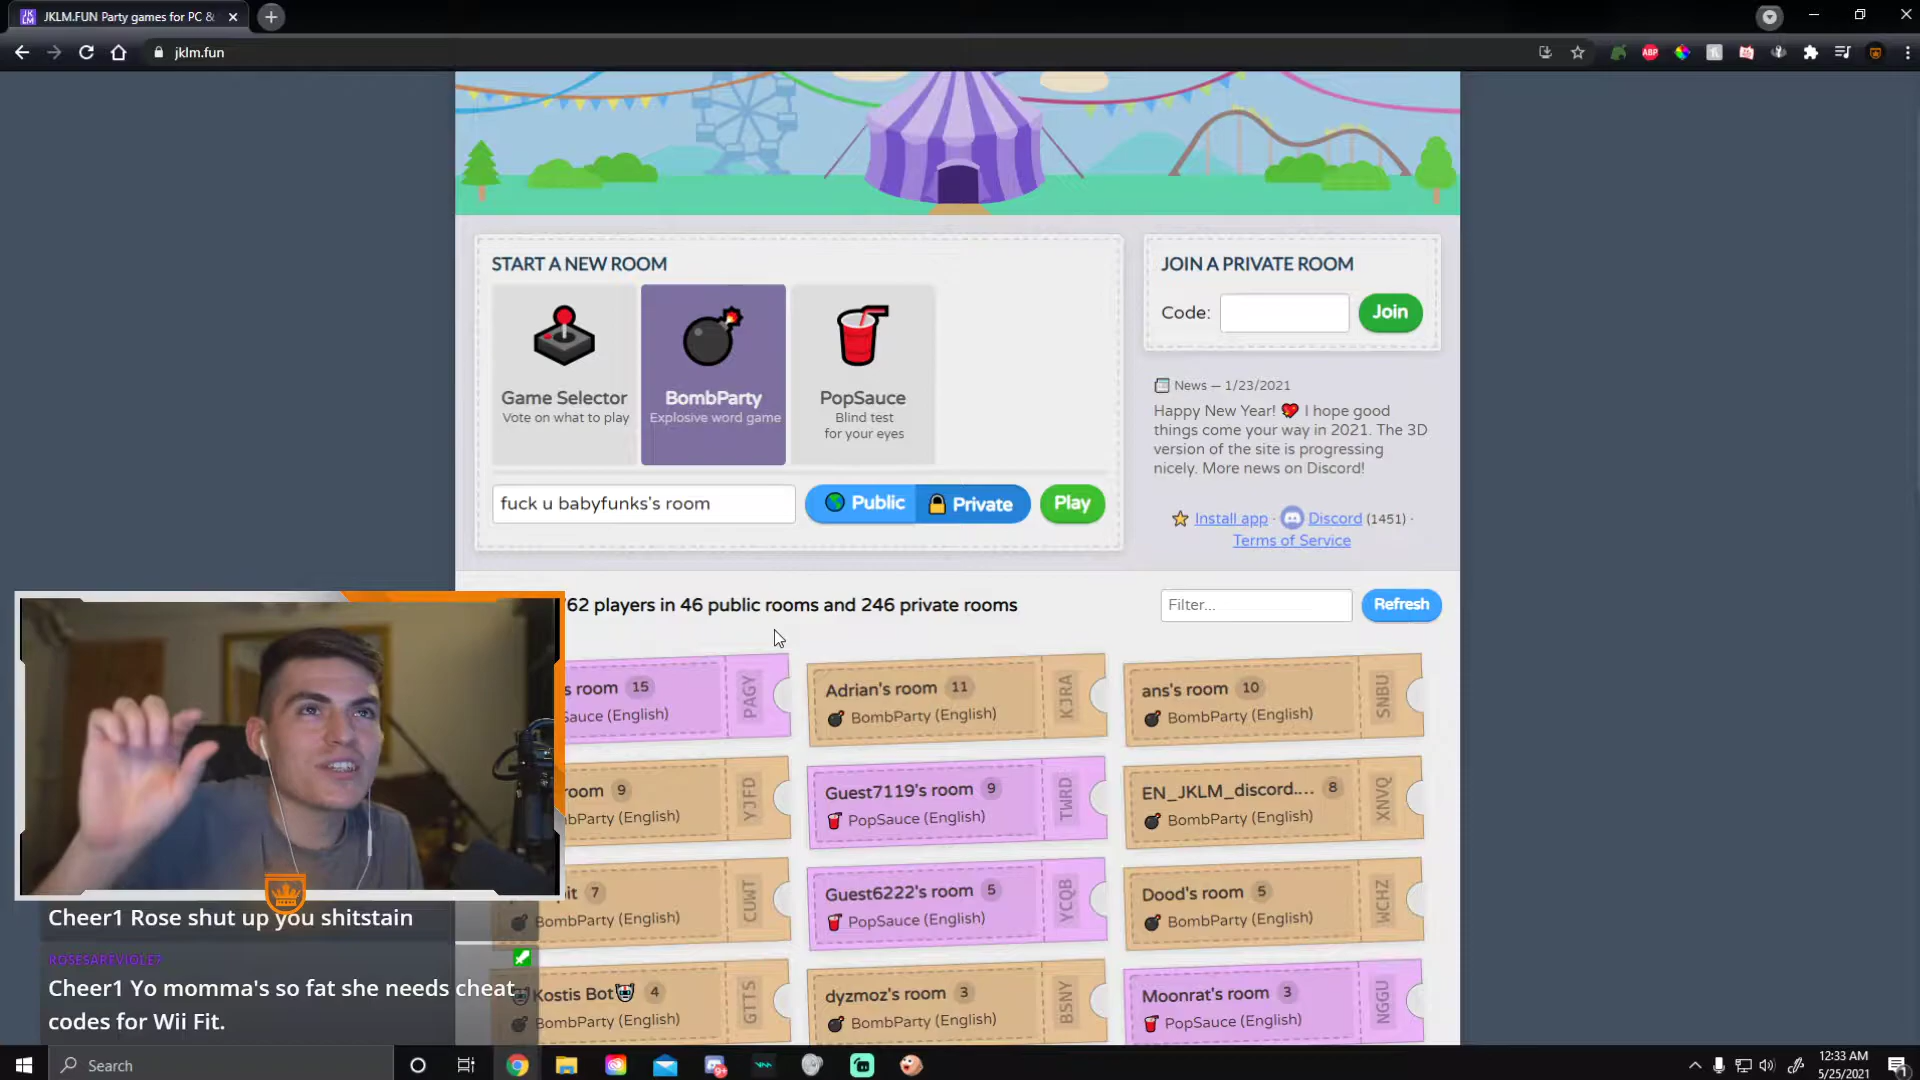 JKLM.FUN Party games for PC &
jklm.fun
ABP
START A NEW ROOM
JOIN A PRIVATE ROOM
Code:
Join
Game Selector
Vote on what to play
BombParty
Explosive word game
PopSauce
Blind test
for your eyes
News — 1/23/2021
Happy New Year! I hope good
things come your way in 2021. The 3D
version of the site is progressing
nicely. More news on Discord!
fuck u babyfunks's room
Public
Private
Play
Install app · Discord (1451) ·
Terms of Service
62 players in 46 public rooms and 246 private rooms
Filter...
Refresh
s room 15
Sauce (English)
PAGY
Adrian's room 11
BombParty (English)
KJRA
ans's room 10
BombParty (English)
SNBU
room 9
BombParty (English)
YJFD
Guest7119's room 9
PopSauce (English)
TWRD
EN_JKLM_discord.... 8
BombParty (English)
XNVQ
7
BombParty (English)
CUWT
Guest6222's room 5
PopSauce (English)
YCQB
Dood's room 5
BombParty (English)
WCHZ
Kostis Bot 4
BombParty (English)
GTTS
dyzmoz's room 3
BombParty (English)
BSNY
Moonrat's room 3
PopSauce (English)
NGGU
Cheer1 Rose shut up you shitstain
Cheer1 Yo momma's so fat she needs cheat
codes for Wii Fit.
Search
9+
12:33 AM
5/25/2021